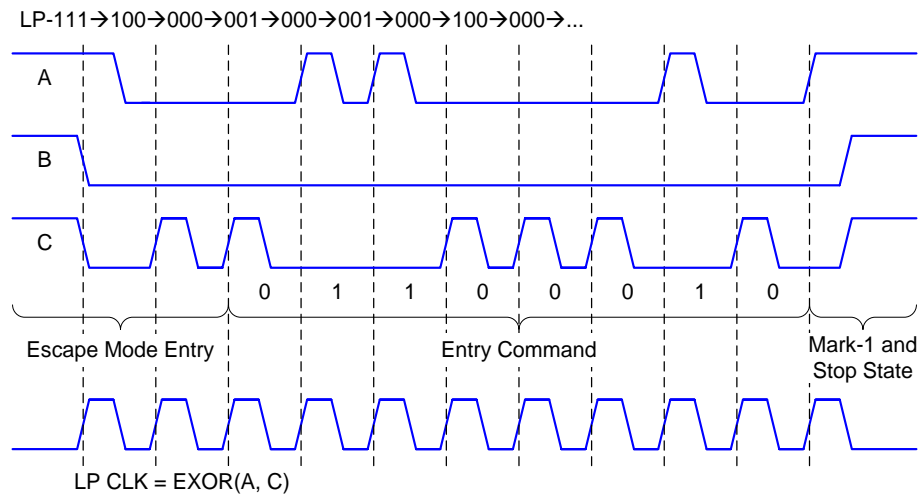 LP-111→100→000→001→000→001→000→100→000→...
A
B
C
0 1 1 0 0 0 1 0
Escape Mode Entry
Entry Command
Mark-1 and
Stop State
LP CLK = EXOR(A, C)